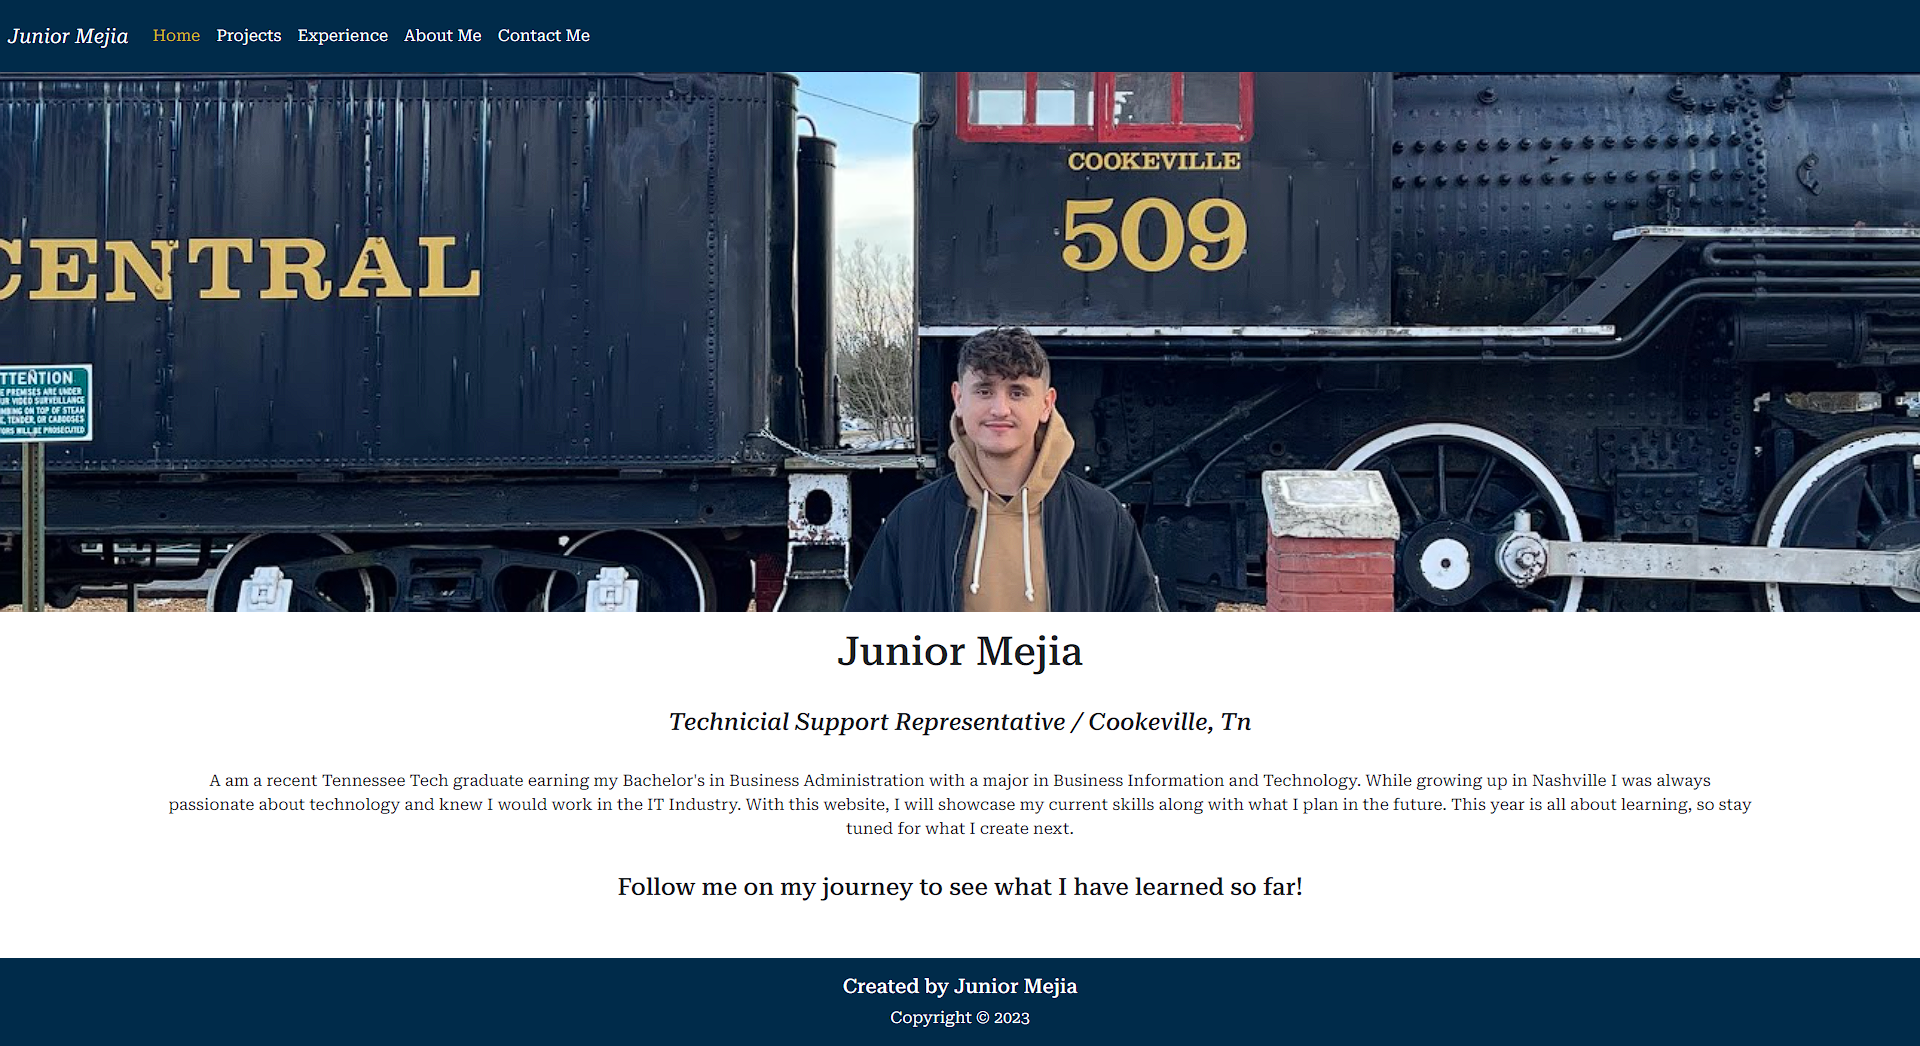 Junior Mejia Home Projects Experience About Me Contact Me
COOKEVILLE
509
CENTRAL
TTENTION
PREMISES ARE UNDER
VIDEO SURVEILLANCE
ON TOP OF STEAM
TENDER, OR CABOOSES
WILL BE PROSECUTED
Junior Mejia
Technicial Support Representative / Cookeville, Tn
A am a recent Tennessee Tech graduate earning my Bachelor's in Business Administration with a major in Business Information and Technology. While growing up in Nashville I was always
passionate about technology and knew I would work in the IT Industry. With this website, I will showcase my current skills along with what I plan in the future. This year is all about learning, so stay
tuned for what I create next.
Follow me on my journey to see what I have learned so far!
Created by Junior Mejia
Copyright © 2023